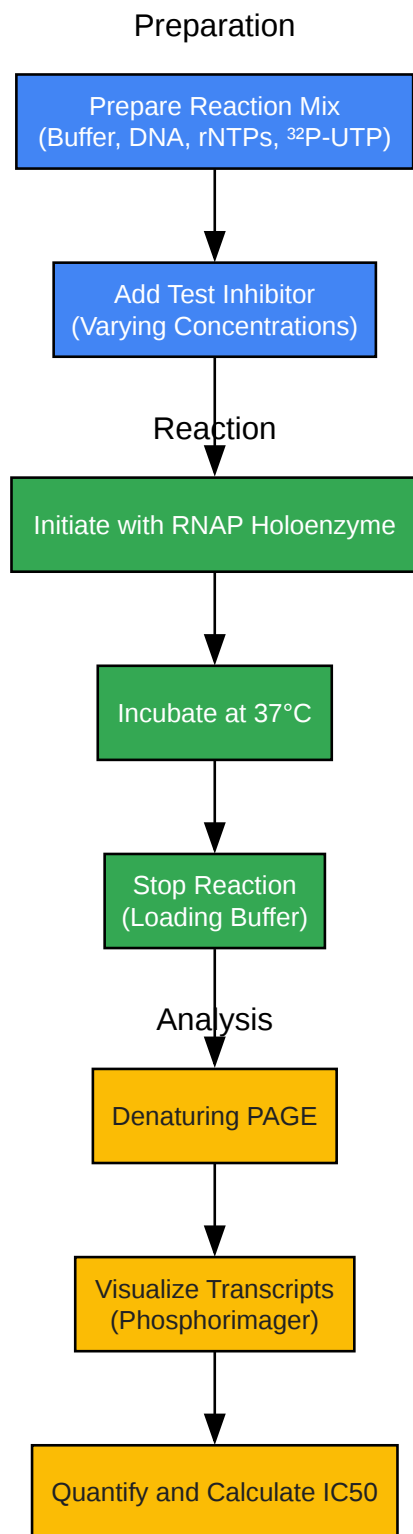 Preparation
Prepare Reaction Mix
(Buffer, DNA, rNTPs, ³²P-UTP)
Add Test Inhibitor
(Varying Concentrations)
Reaction
Initiate with RNAP Holoenzyme
Incubate at 37°C
Stop Reaction
(Loading Buffer)
Analysis
Denaturing PAGE
Visualize Transcripts
(Phosphorimager)
Quantify and Calculate IC50